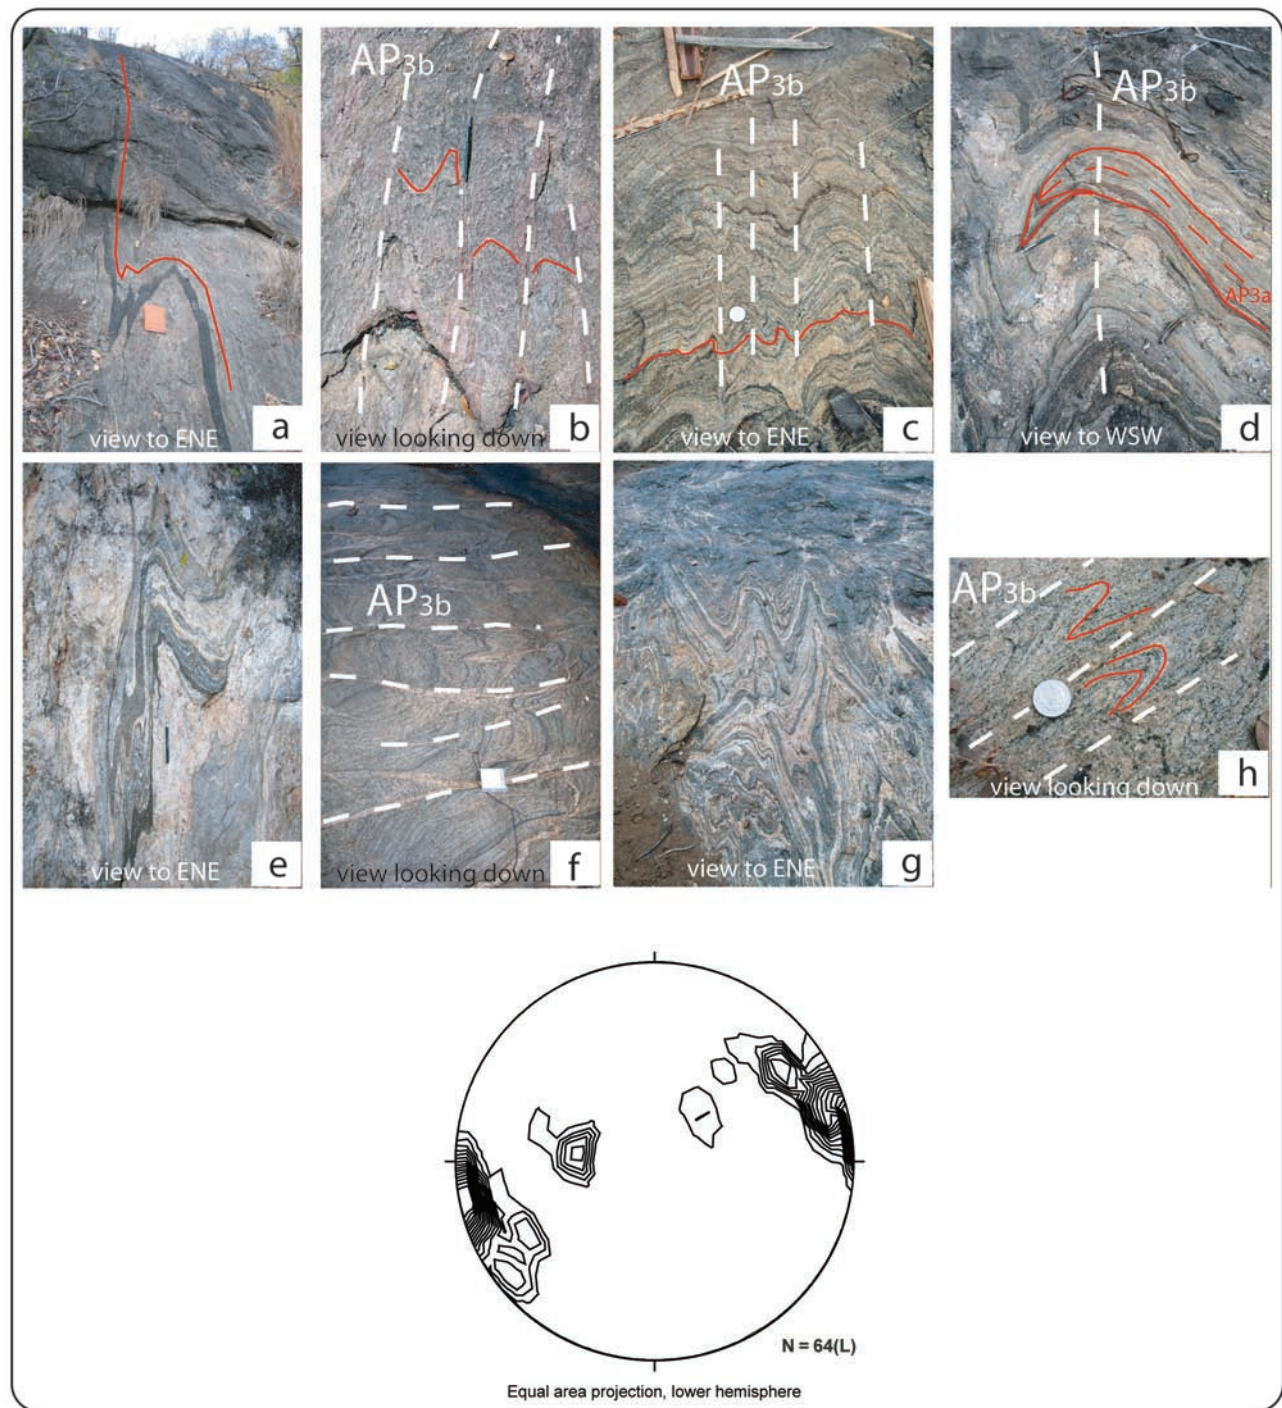 AP3b
AP3b
AP3b
view to ENE
a
view looking down
b
view to ENE
c
AP3a
view to WSW
d
AP3b
AP3b
view to ENE
e
view looking down
f
view to ENE
g
view looking down
h
N = 64(L)
Equal area projection, lower hemisphere